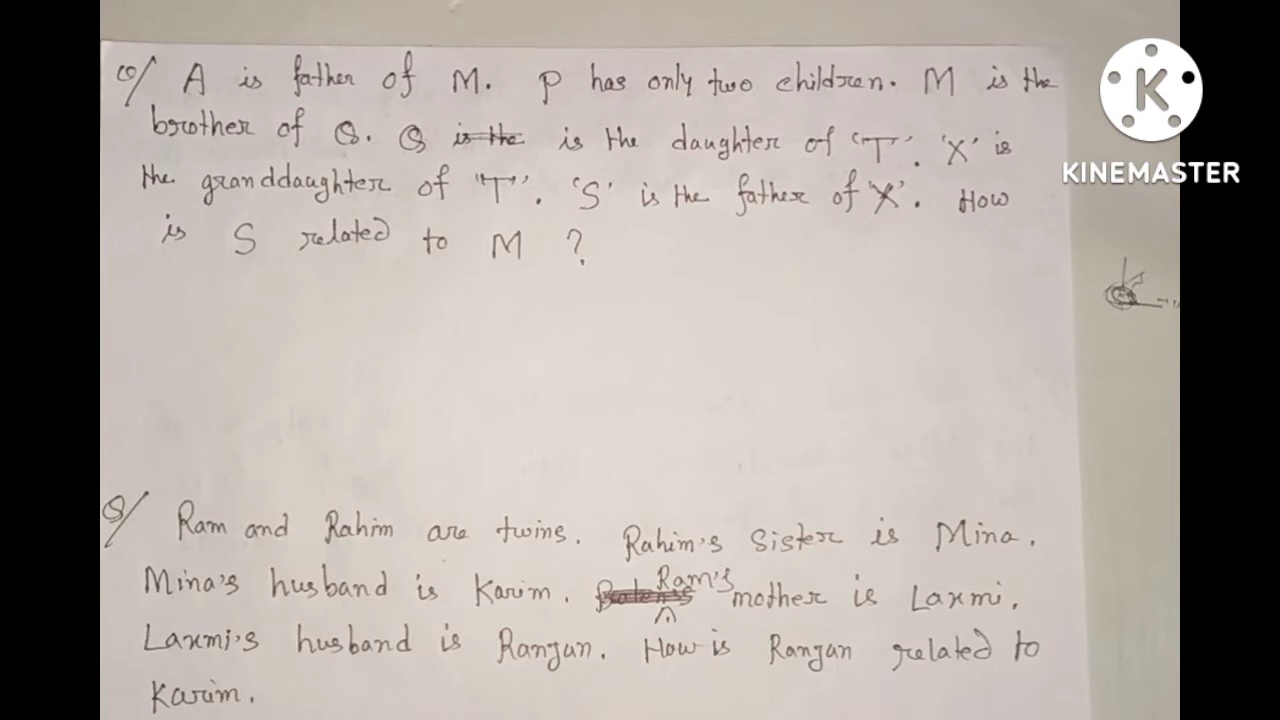 Q/ A is father of M. P has only two children. M is the
brother of Q. Q is the is the daughter of 'T'. 'X' is
the granddaughter of "T". 'S' is the father of 'X'. How
is S related to M ?
Q/ Ram and Rahim are twins. Rahim's Sister is Mina.
Mina's husband is Karim. Ram's mother is Laxmi.
Laxmi's husband is Ranjan. How is Ranjan related to
Karim.
K
KINEMASTER